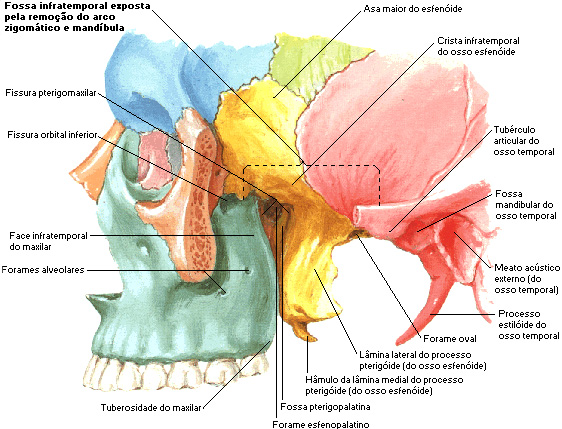 Fossa infratemporal exposta
pela remoção do arco
zigomático e mandíbula
Asa maior do esfenóide
Crista infratemporal
do osso esfenóide
Fissura pterigomaxilar
Fissura orbital inferior
Tubérculo
articular do
osso temporal
Fossa
mandibular do
osso temporal
Face infratemporal
do maxilar
Forames alveolares
Meato acústico
externo (do
osso temporal)
Processo
estilóide do
osso temporal
Forame oval
Lâmina lateral do processo
pterigóide (do osso esfenóide)
Hâmulo da lâmina medial do processo
pterigóide (do osso esfenóide)
Tuberosidade do maxilar
Fossa pterigopalatina
Forame esfenopalatino